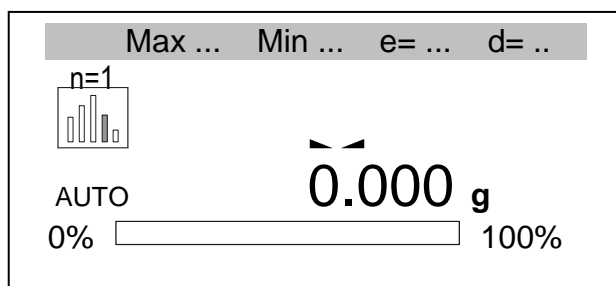 Max ... Min ... e= ... d= ..
n=1
AUTO 0.000 g
0% 100%